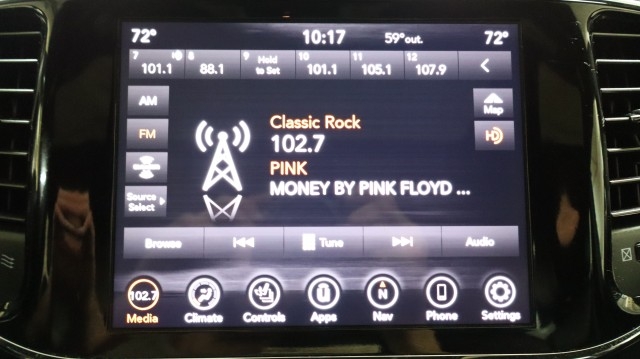 72° 10:17 59° out. 72°
7 8 9 Hold to Set 10 11 12
101.1 88.1 101.1 105.1 107.9
AM
Map
FM
HD
Classic Rock
102.7
PINK
MONEY BY PINK FLOYD ...
Source
Select
Browse Tune Audio
102.7 N
Media Climate Controls Apps Nav Phone Settings